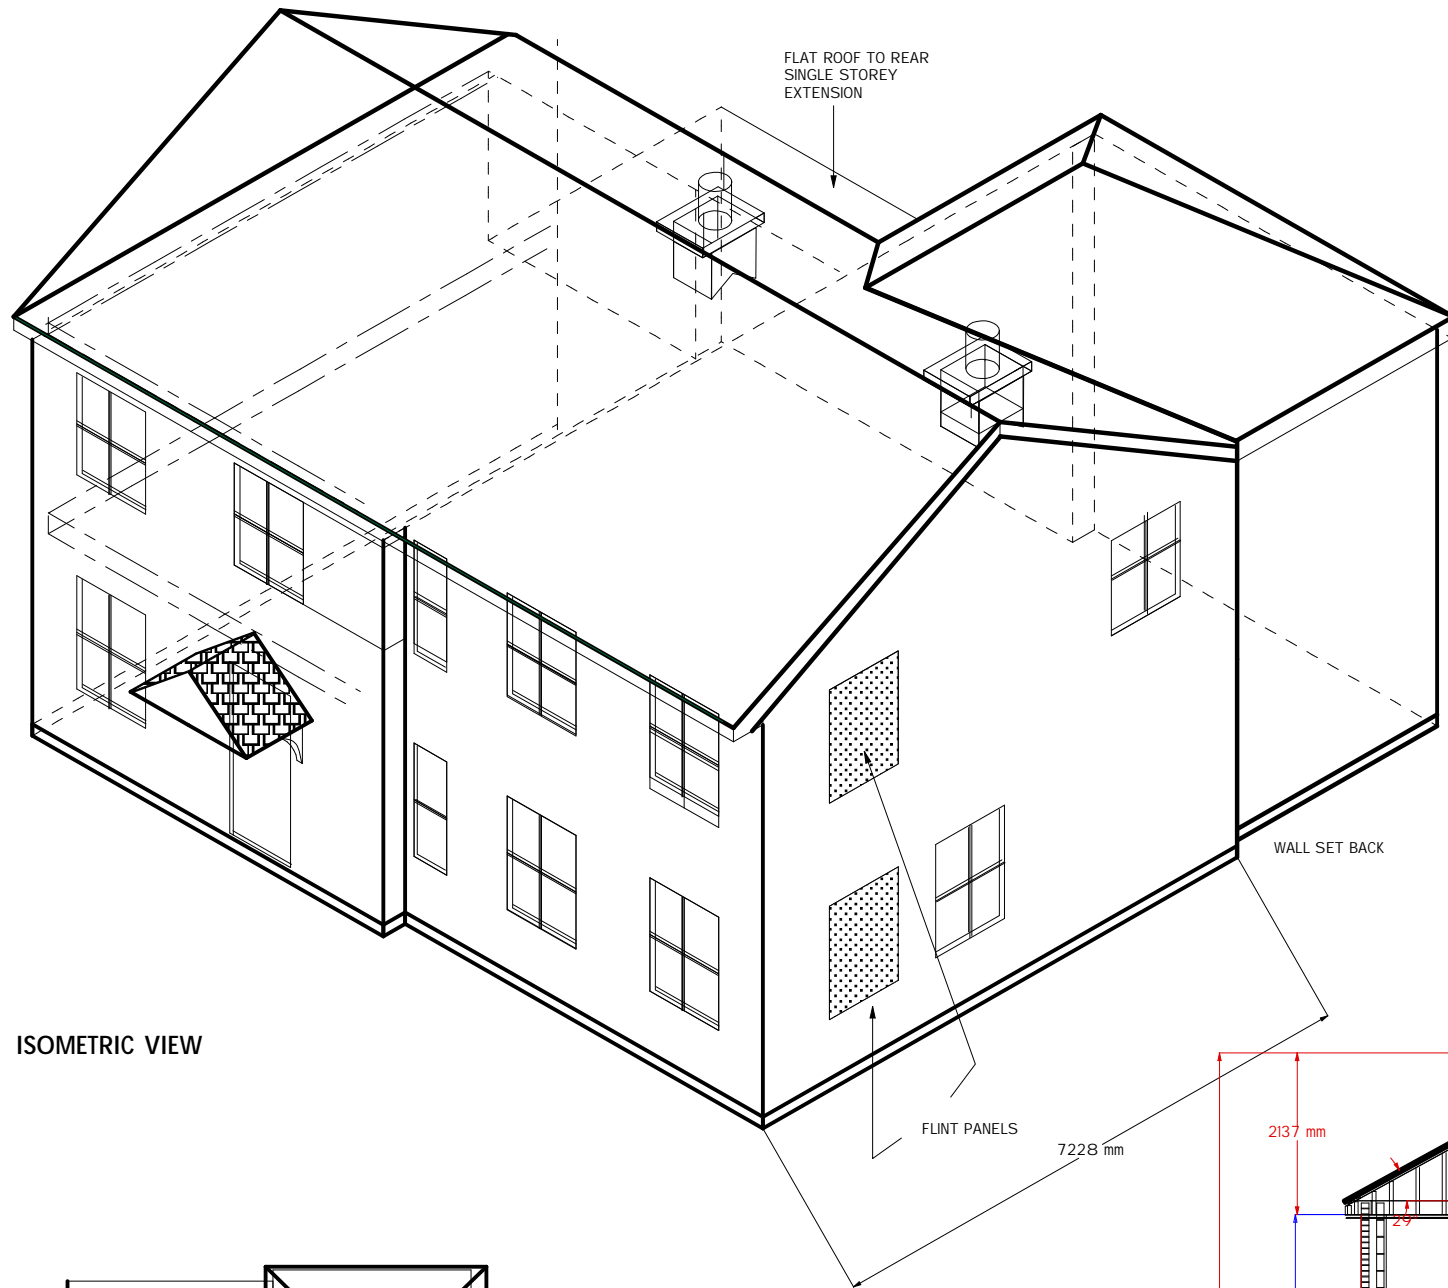 FLAT ROOF TO REAR
SINGLE STOREY
EXTENSION
WALL SET BACK
ISOMETRIC VIEW
FLINT PANELS
7228 mm
2137 mm
29°